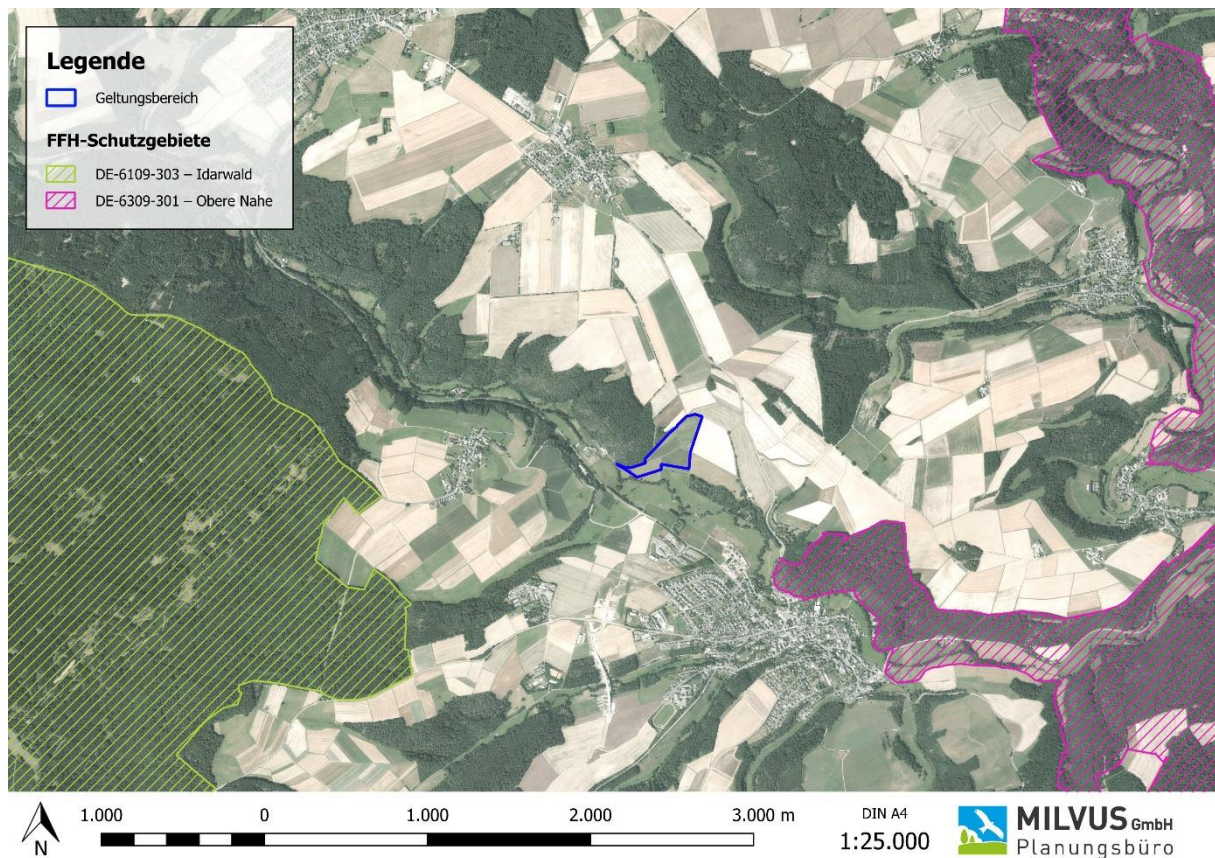 Legende
Geltungsbereich
FFH-Schutzgebiete
DE-6109-303 – Idarwald
DE-6309-301 – Obere Nahe
N
1.000 0 1.000 2.000 3.000 m
DIN A4
1:25.000
MILVUS GmbH
Planungsbüro